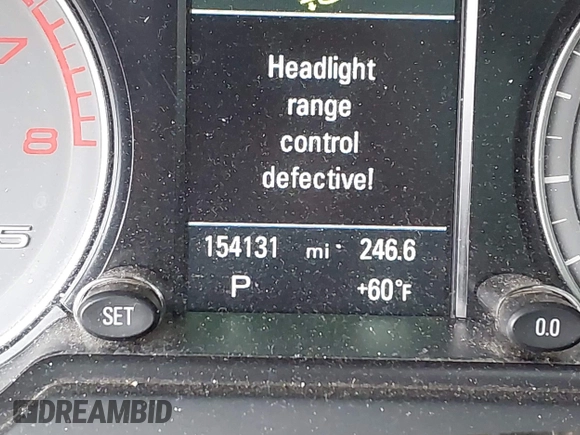 7
8
5
Headlight
range
control
defective!
154131 mi 246.6
P +60°F
SET
0.0
DREAMBID